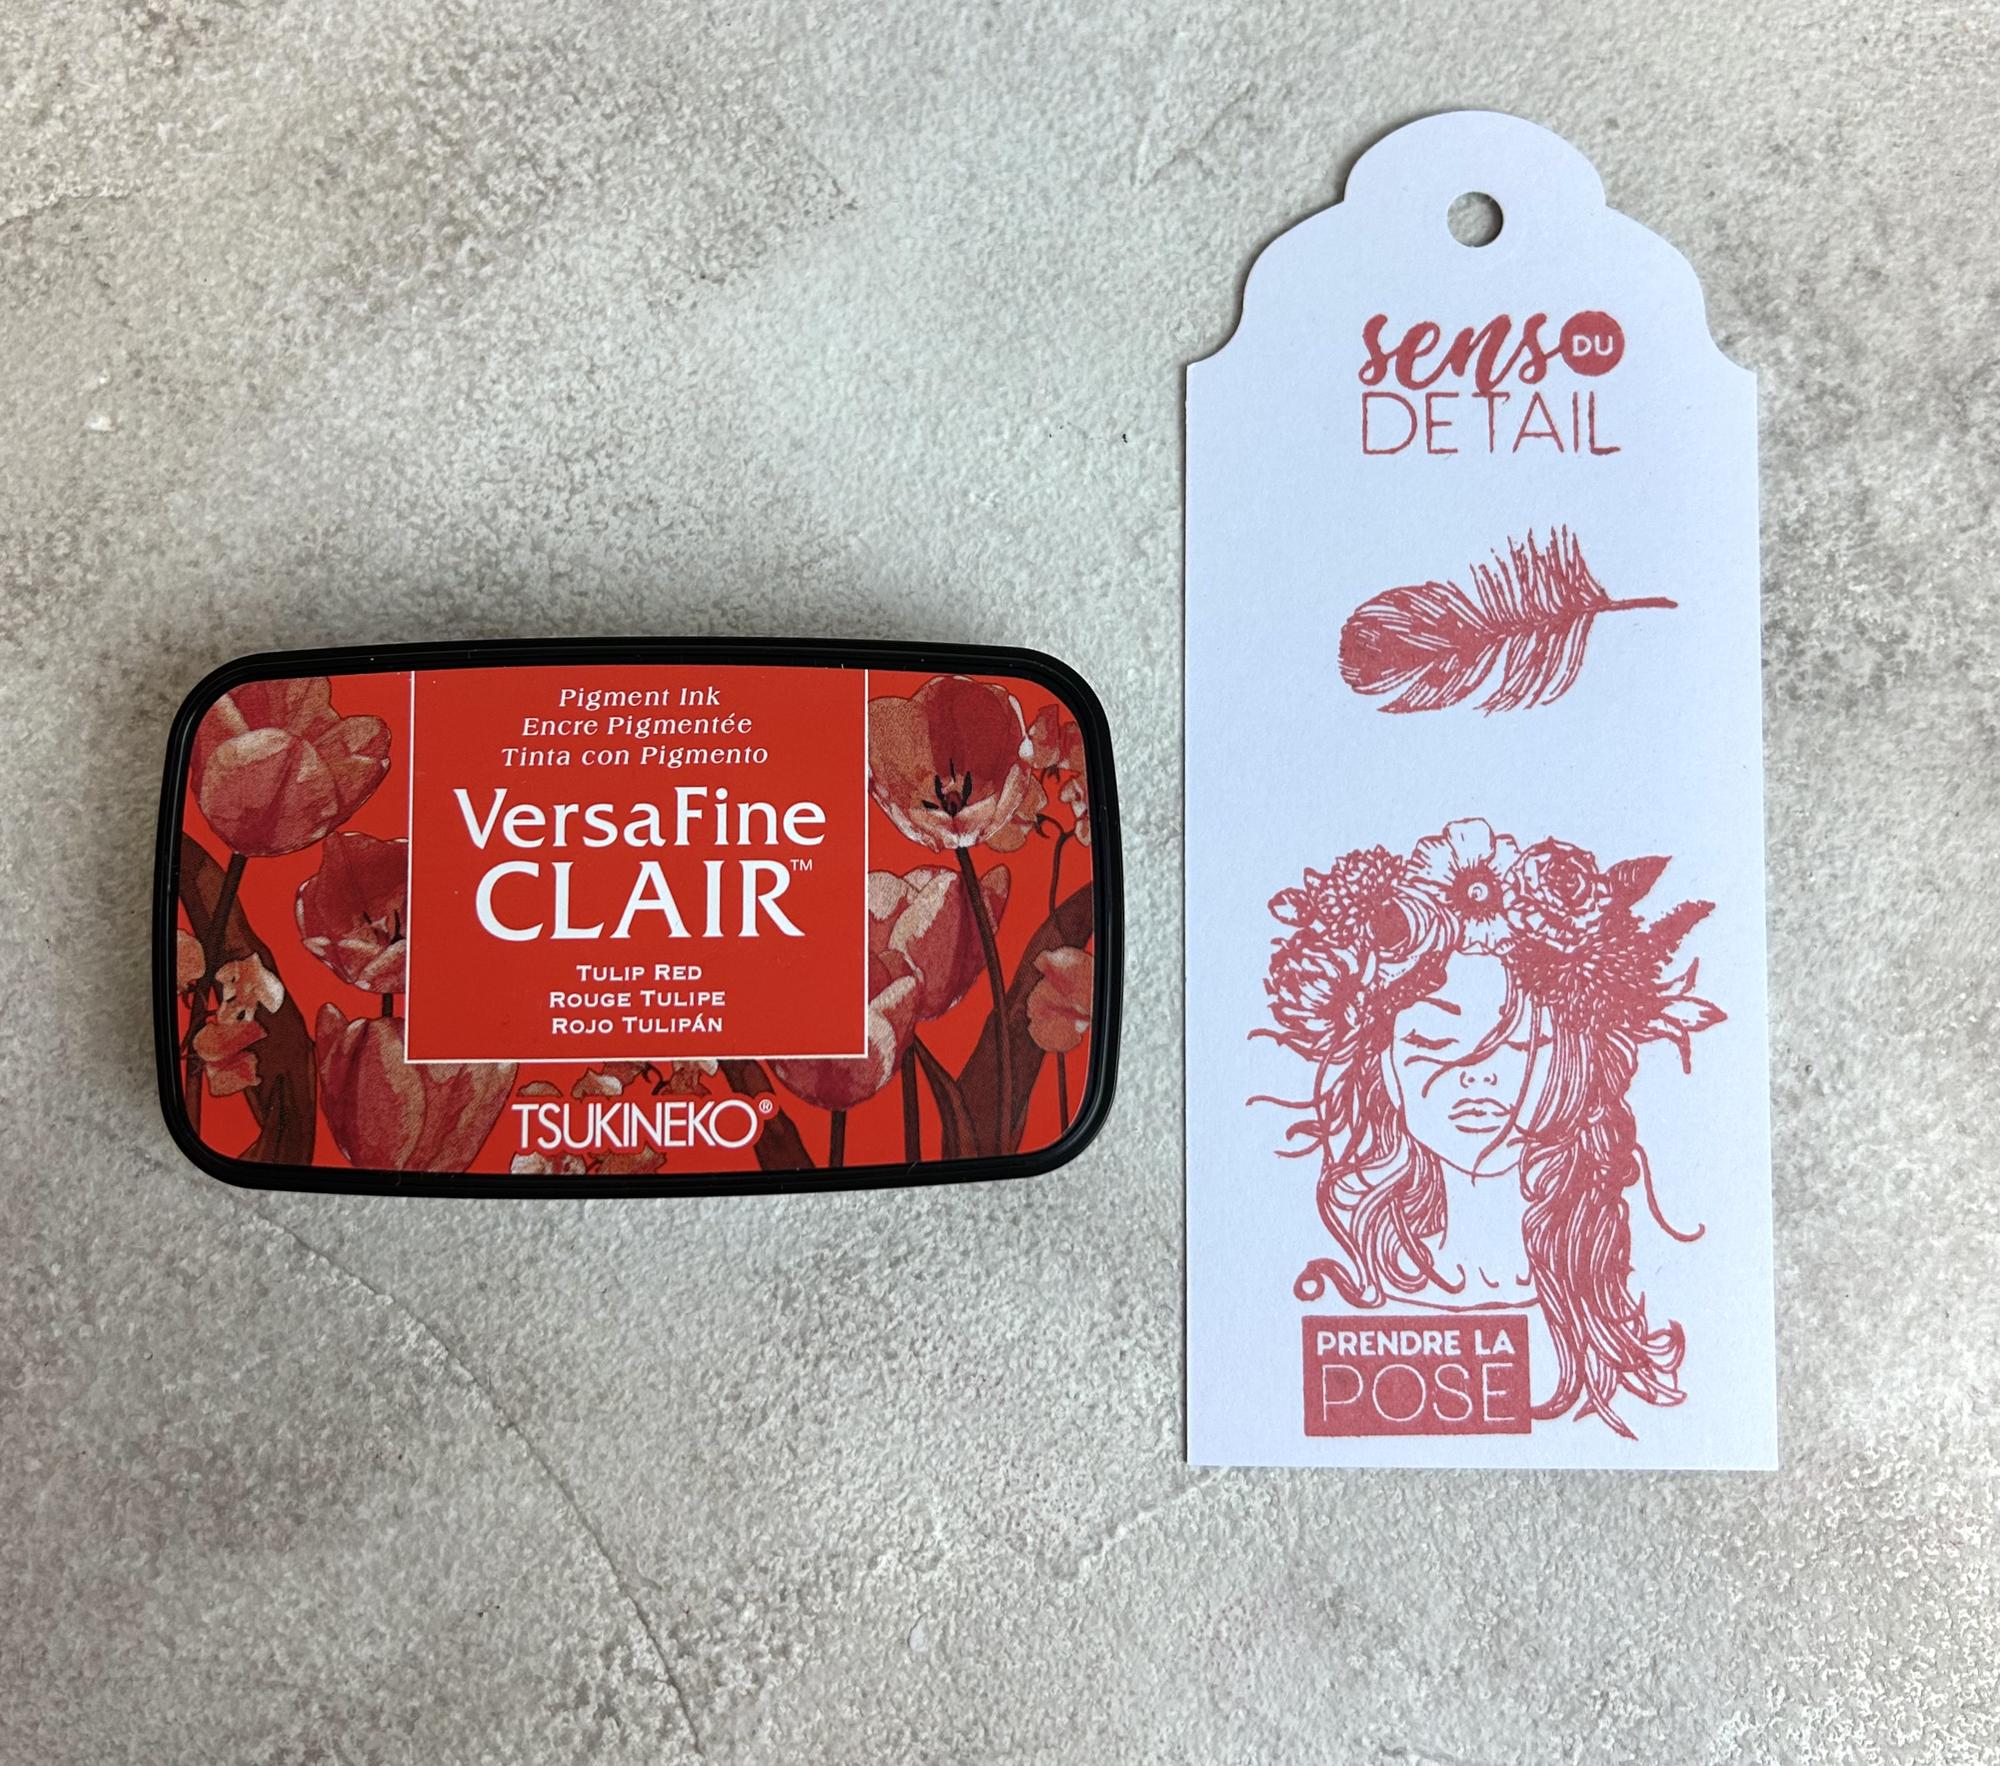 Pigment Ink
Encre Pigmentée
Tinta con Pigmento
VersaFine
CLAIR™
TULIP RED
ROUGE TULIPE
ROJO TULIPÁN
TSUKINEKO®
sens DU
DETAIL
PRENDRE LA
POSE